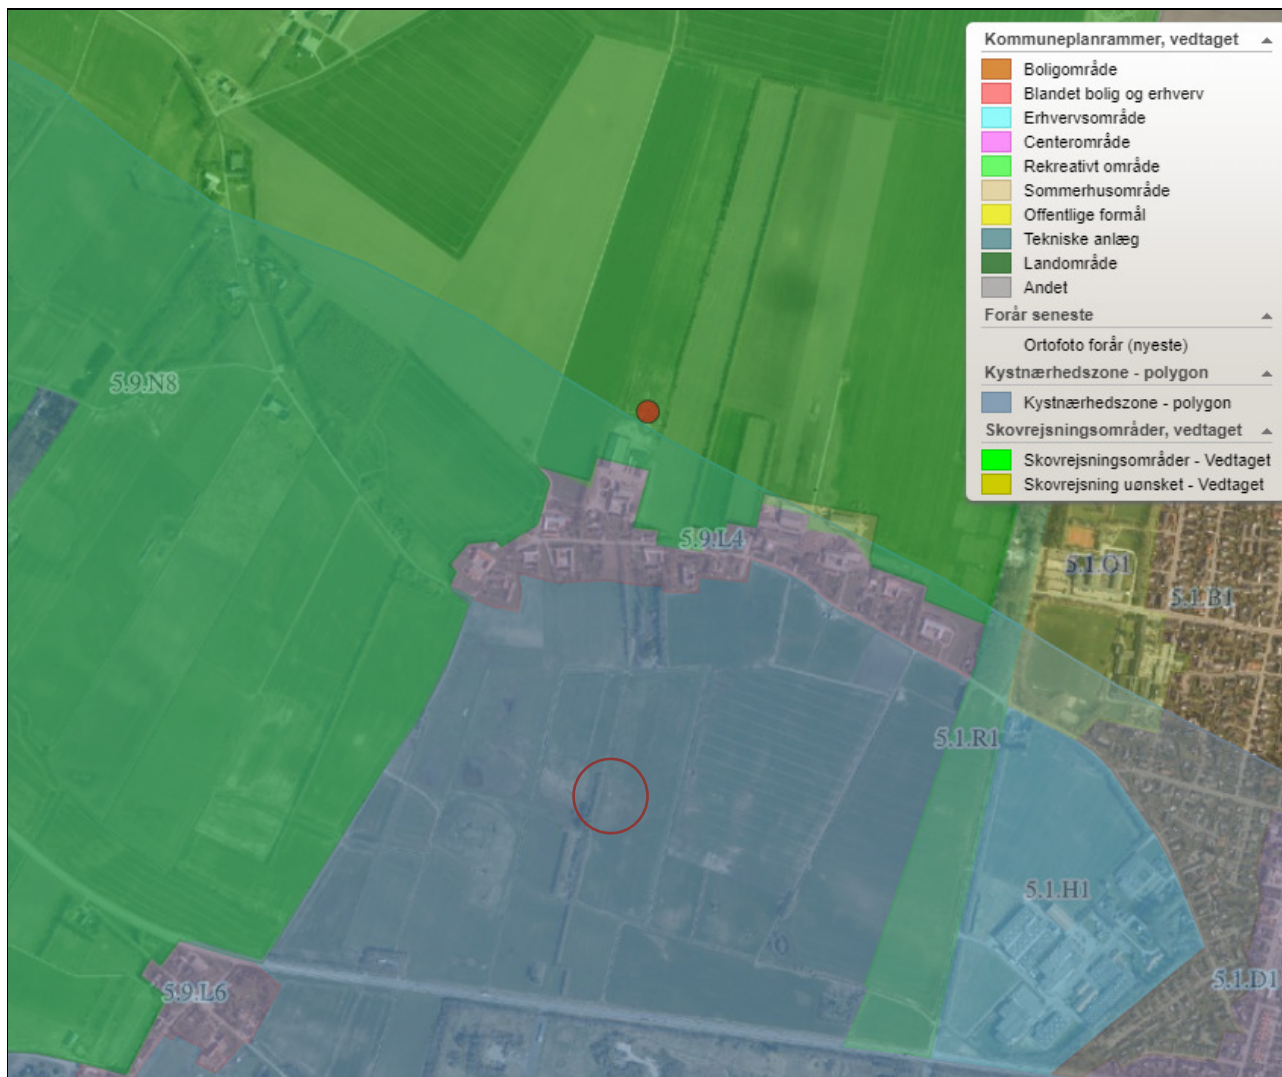 Kommuneplanrammer, vedtaget
Boligområde
Blandet bolig og erhverv
Erhvervsområde
Centerområde
Rekreativt område
Sommerhusområde
Offentlige formål
Tekniske anlæg
Landområde
Andet
Forår seneste
Ortofoto forår (nyeste)
Kystnærhedszone - polygon
Kystnærhedszone - polygon
Skovrejsningsområder, vedtaget
Skovrejsningsområder - Vedtaget
Skovrejsning uønsket - Vedtaget
5.9.N8
5.9.L4
5.1.O1
5.1.B1
5.1.R1
5.1.H1
5.1.D1
5.9.L6